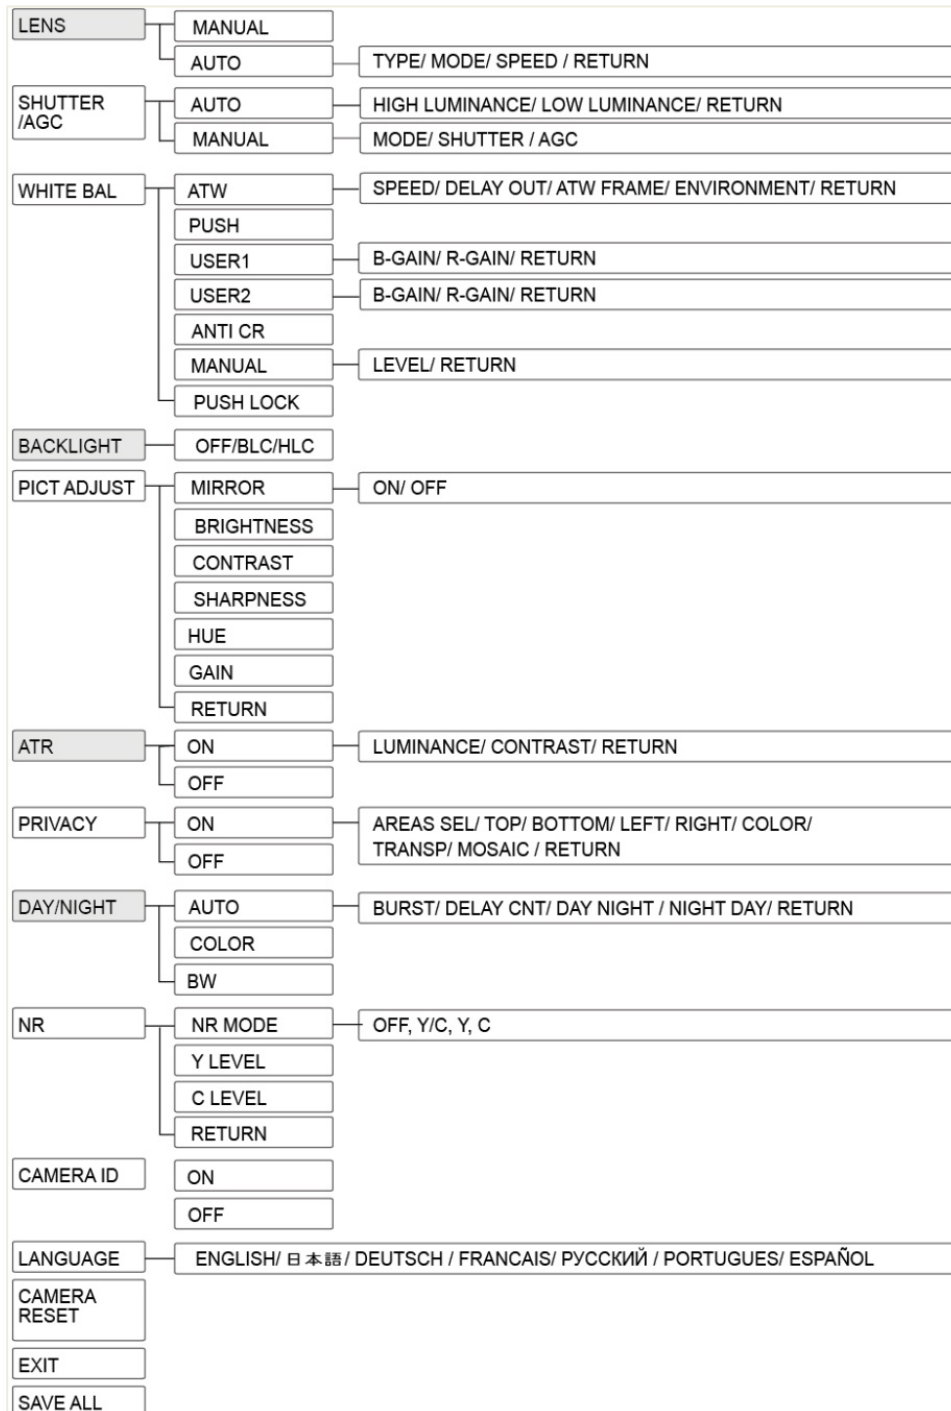 LENS
MANUAL
AUTO
TYPE/ MODE/ SPEED / RETURN
SHUTTER
/AGC
AUTO
HIGH LUMINANCE/ LOW LUMINANCE/ RETURN
MANUAL
MODE/ SHUTTER / AGC
WHITE BAL
ATW
SPEED/ DELAY OUT/ ATW FRAME/ ENVIRONMENT/ RETURN
PUSH
USER1
B-GAIN/ R-GAIN/ RETURN
USER2
B-GAIN/ R-GAIN/ RETURN
ANTI CR
MANUAL
LEVEL/ RETURN
PUSH LOCK
BACKLIGHT
OFF/BLC/HLC
PICT ADJUST
MIRROR
ON/ OFF
BRIGHTNESS
CONTRAST
SHARPNESS
HUE
GAIN
RETURN
ATR
ON
LUMINANCE/ CONTRAST/ RETURN
OFF
PRIVACY
ON
AREAS SEL/ TOP/ BOTTOM/ LEFT/ RIGHT/ COLOR/
TRANSP/ MOSAIC / RETURN
OFF
DAY/NIGHT
AUTO
BURST/ DELAY CNT/ DAY NIGHT / NIGHT DAY/ RETURN
COLOR
BW
NR
NR MODE
OFF, Y/C, Y, C
Y LEVEL
C LEVEL
RETURN
CAMERA ID
ON
OFF
LANGUAGE
ENGLISH/ 日本語/ DEUTSCH / FRANCAIS/ РУССКИЙ / PORTUGUES/ ESPAÑOL
CAMERA
RESET
EXIT
SAVE ALL